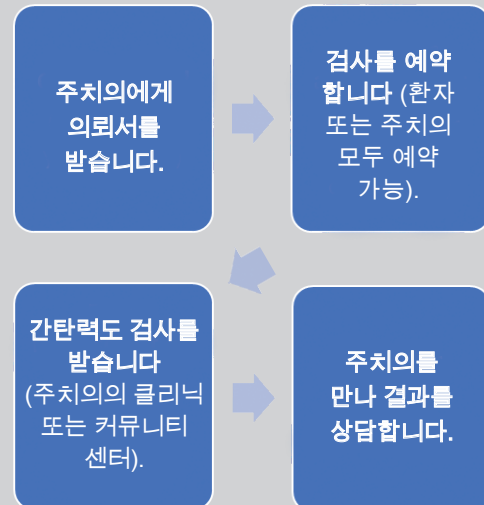 주치의에게
의뢰서를
받습니다.
검사를 예약
합니다 (환자
또는 주치의
모두 예약
가능).
간탄력도 검사를
받습니다
(주치의의 클리닉
또는 커뮤니티
센터).
주치의를
만나 결과를
상담합니다.